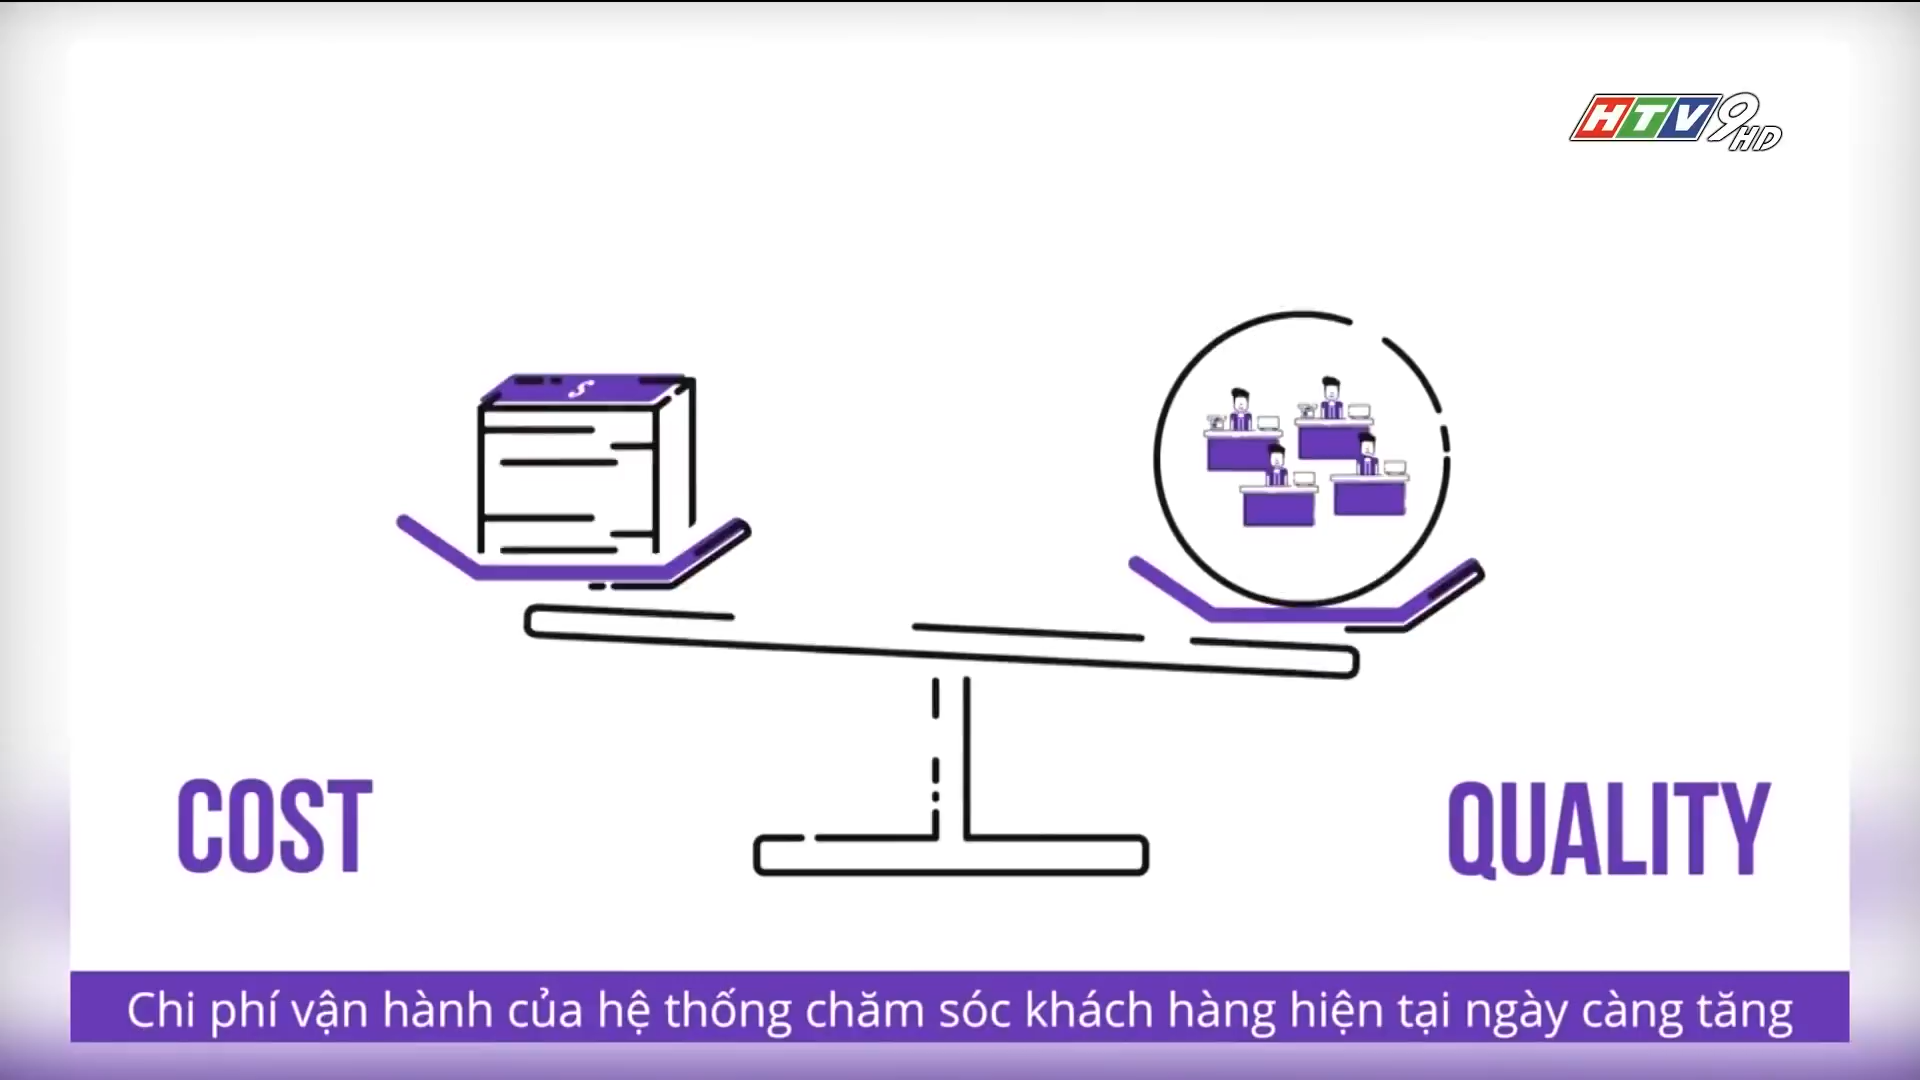 HTV9 HD
COST
QUALITY
Chi phí vận hành của hệ thống chăm sóc khách hàng hiện tại ngày càng tăng